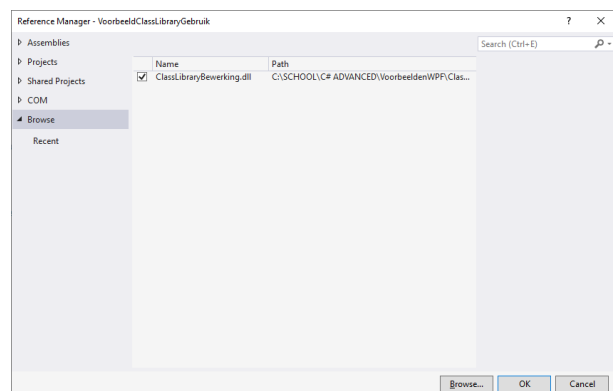 Reference Manager - VoorbeeldClassLibraryGebruik ? ×
Assemblies
Projects
Shared Projects
COM
Browse
Recent
Search (Ctrl+E)
Name Path
ClassLibraryBewerking.dll C:\SCHOOL\C# ADVANCED\VoorbeeldenWPF\Clas...
Browse... OK Cancel